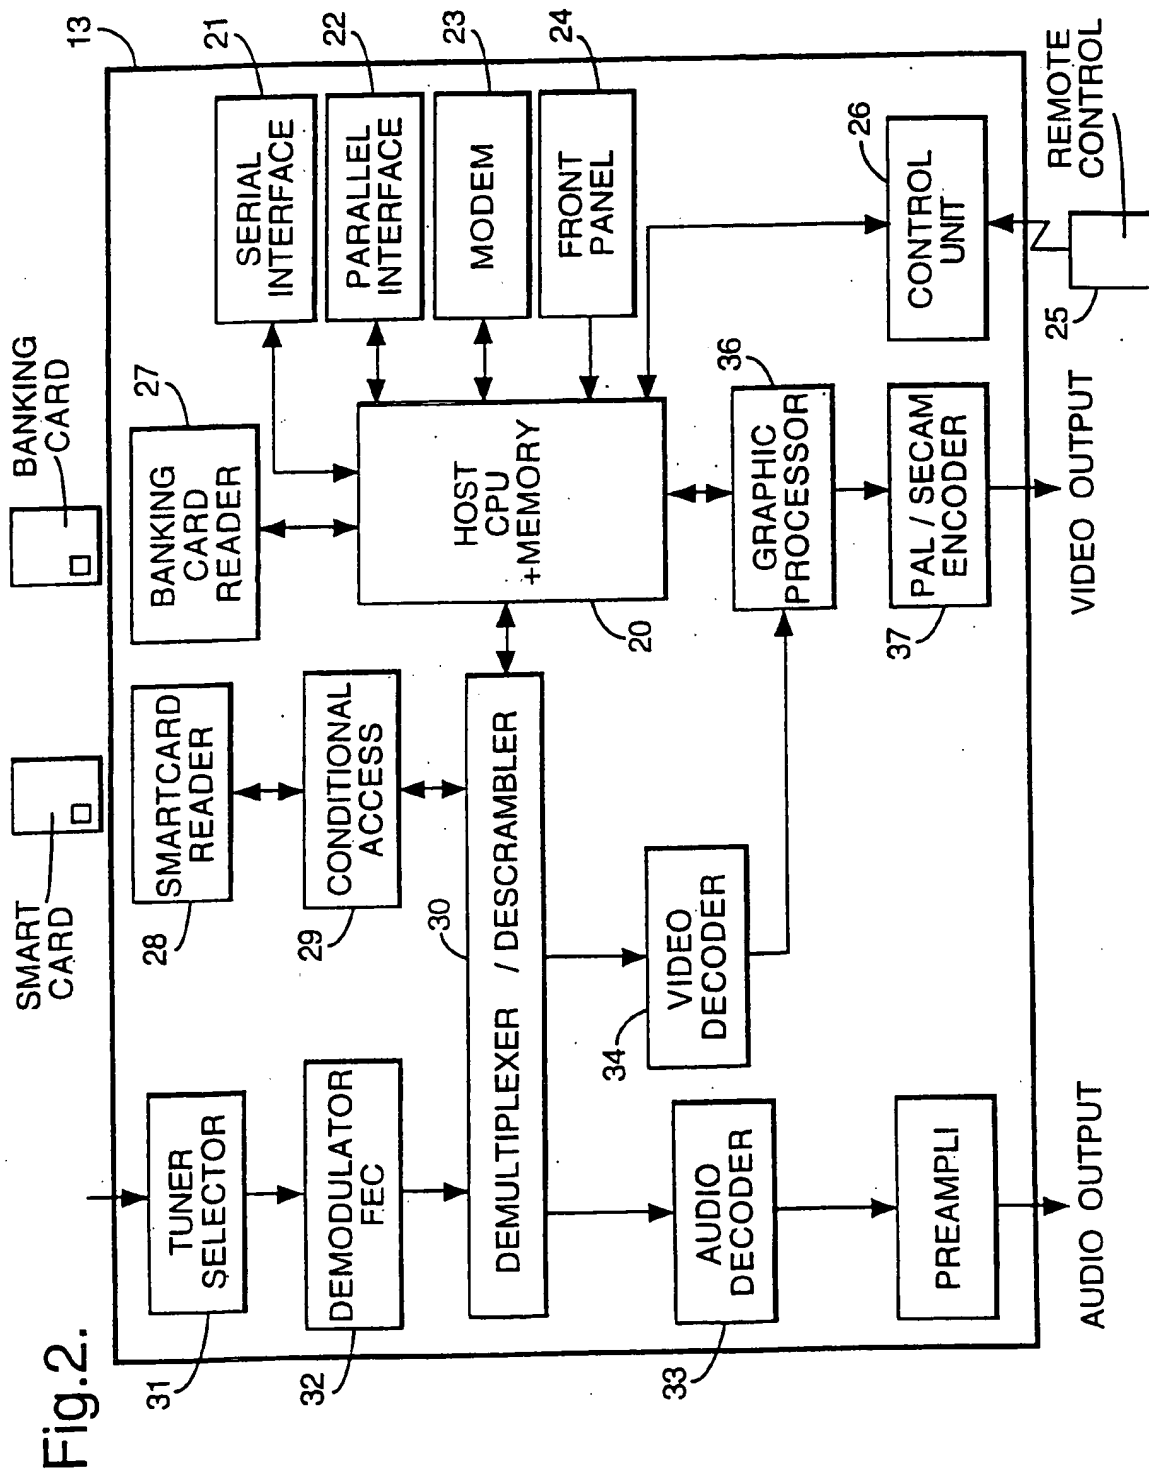 Fig.2.
13
SMART
CARD
BANKING
CARD
31
TUNER
SELECTOR
28
SMARTCARD
READER
27
BANKING
CARD
READER
21
SERIAL
INTERFACE
22
PARALLEL
INTERFACE
23
MODEM
24
FRONT
PANEL
32
DEMODULATOR
FEC
29
CONDITIONAL
ACCESS
30
DEMULTIPLEXER / DESCRAMBLER
HOST
CPU
+MEMORY
20
33
AUDIO
DECODER
34
VIDEO
DECODER
36
GRAPHIC
PROCESSOR
26
CONTROL
UNIT
PREAMPLI
37
PAL / SECAM
ENCODER
25
REMOTE
CONTROL
AUDIO OUTPUT
VIDEO OUTPUT